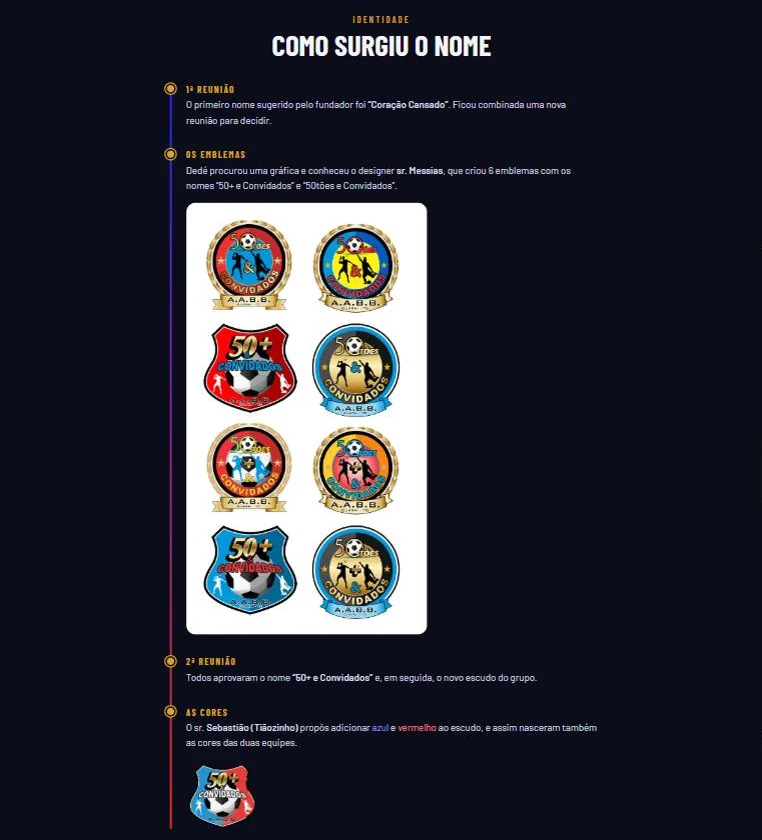 IDENTIDADE
COMO SURGIU O NOME
1ª REUNIÃO
O primeiro nome sugerido pelo fundador foi "Coração Cansado". Ficou combinada uma nova
reunião para decidir.
OS EMBLEMAS
Dedé procurou uma gráfica e conheceu o designer sr. Messias, que criou 6 emblemas com os
nomes "50+ e Convidados" e "50tões e Convidados".
50tões
&
CONVIDADOS
A.A.B.B.
50tões
&
CONVIDADOS
A.A.B.B.
50+
CONVIDADOS
A.A.B.B.
50tões
&
CONVIDADOS
A.A.B.B.
50tões
&
CONVIDADOS
A.A.B.B.
50tões
&
CONVIDADOS
A.A.B.B.
50+
CONVIDADOS
A.A.B.B.
50tões
&
CONVIDADOS
A.A.B.B.
2ª REUNIÃO
Todos aprovaram o nome "50+ e Convidados" e, em seguida, o novo escudo do grupo.
AS CORES
O sr. Sebastião (Tiãozinho) propôs adicionar azul e vermelho ao escudo, e assim nasceram também
as cores das duas equipes.
50+
CONVIDADOS